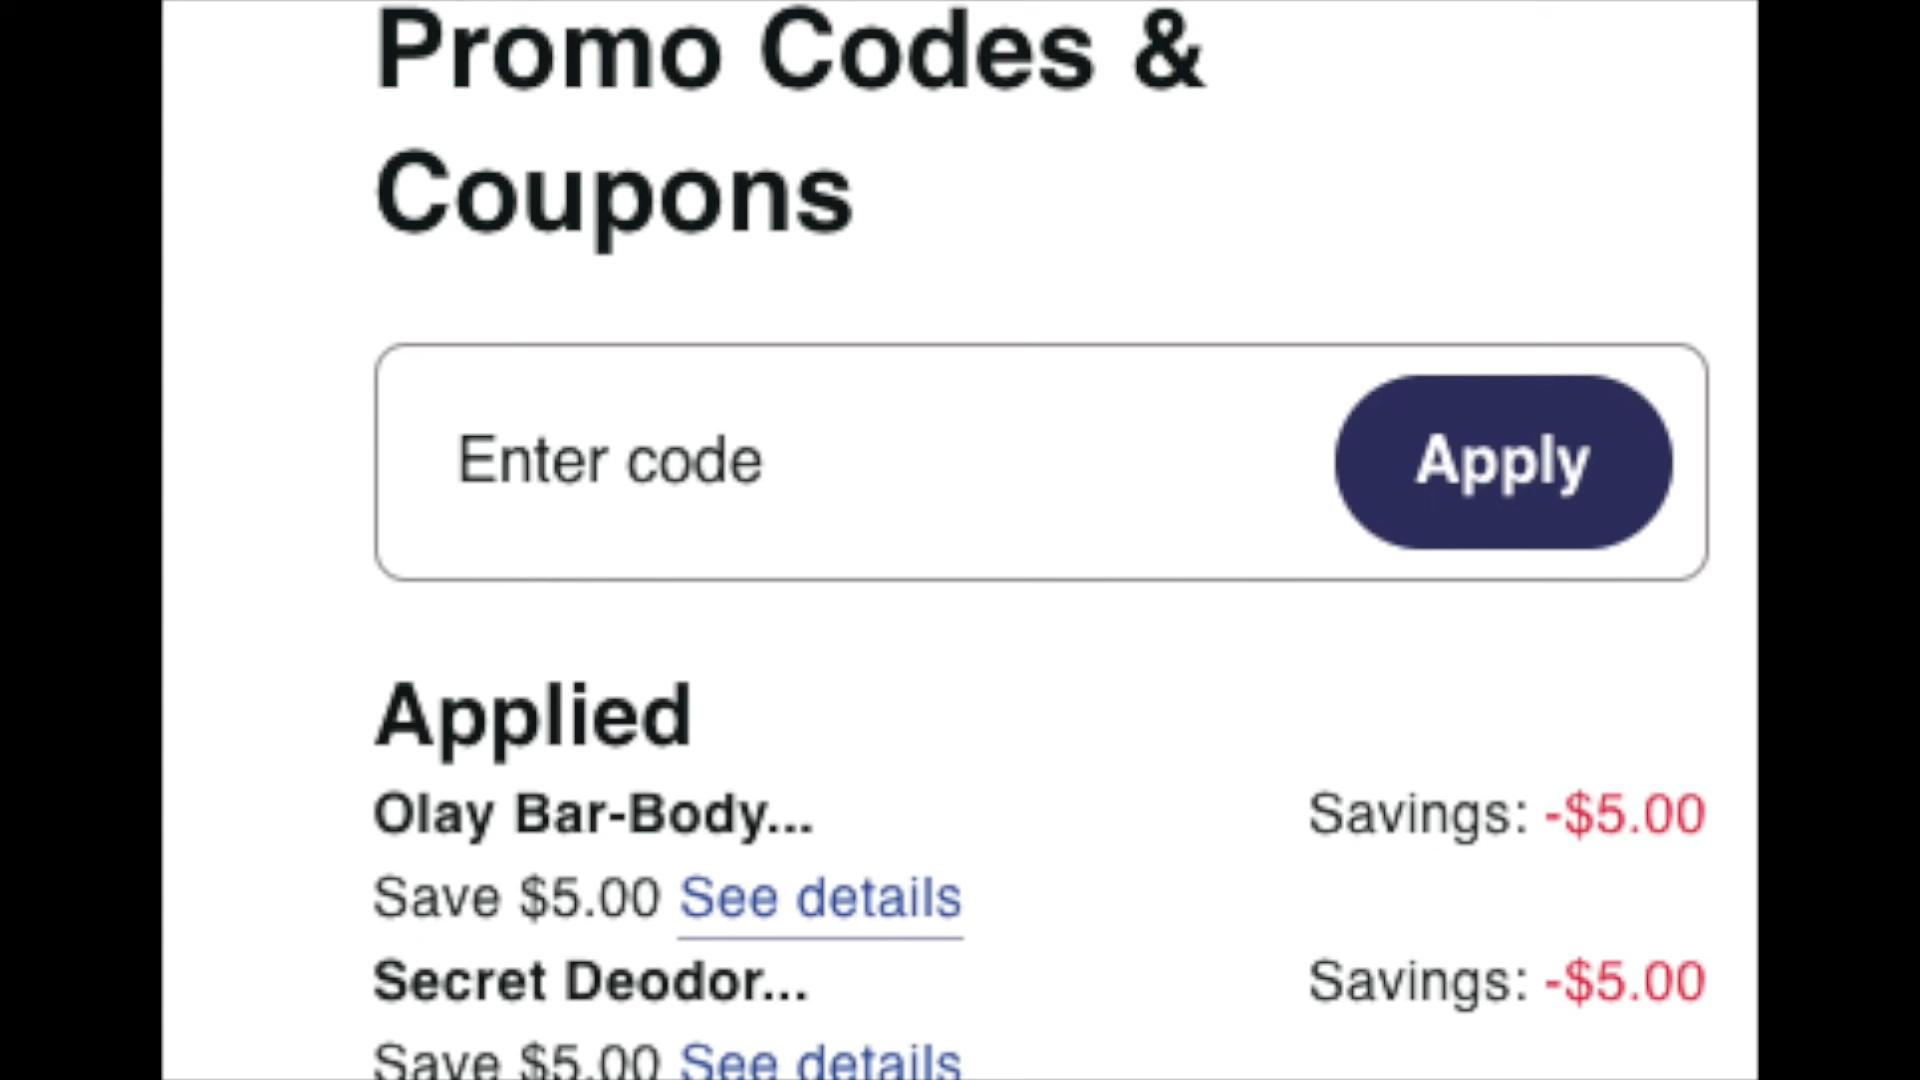 Promo Codes &
Coupons
Enter code
Apply
Applied
Olay Bar-Body... Savings: -$5.00
Save $5.00 See details
Secret Deodor... Savings: -$5.00
Save $5.00 See details